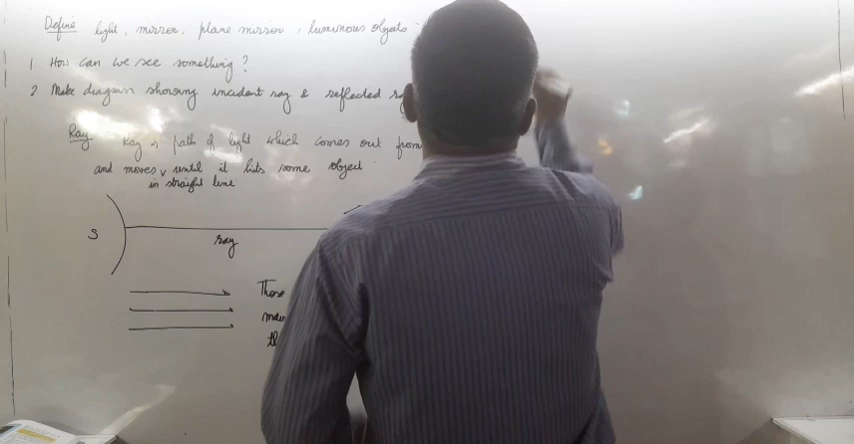 Define light, mirror, plane mirror, luminous objects
1 How can we see something?
2 Make diagram showing incident ray & reflected
Ray Ray is path of light which comes out from
and moves until it hits some object
in straight line
S
ray
Those